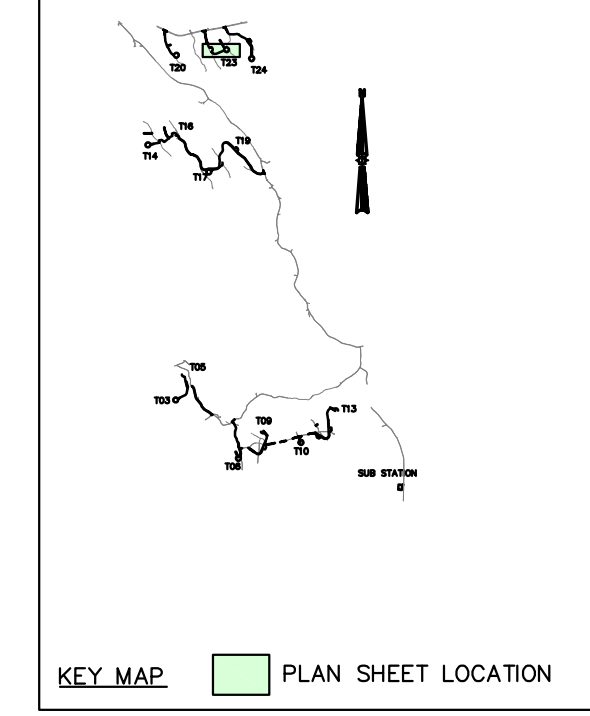 T20
T23
T24
T16
T19
T14
T17
T05
T03
T13
T09
T10
T06
SUB STATION
KEY MAP
PLAN SHEET LOCATION